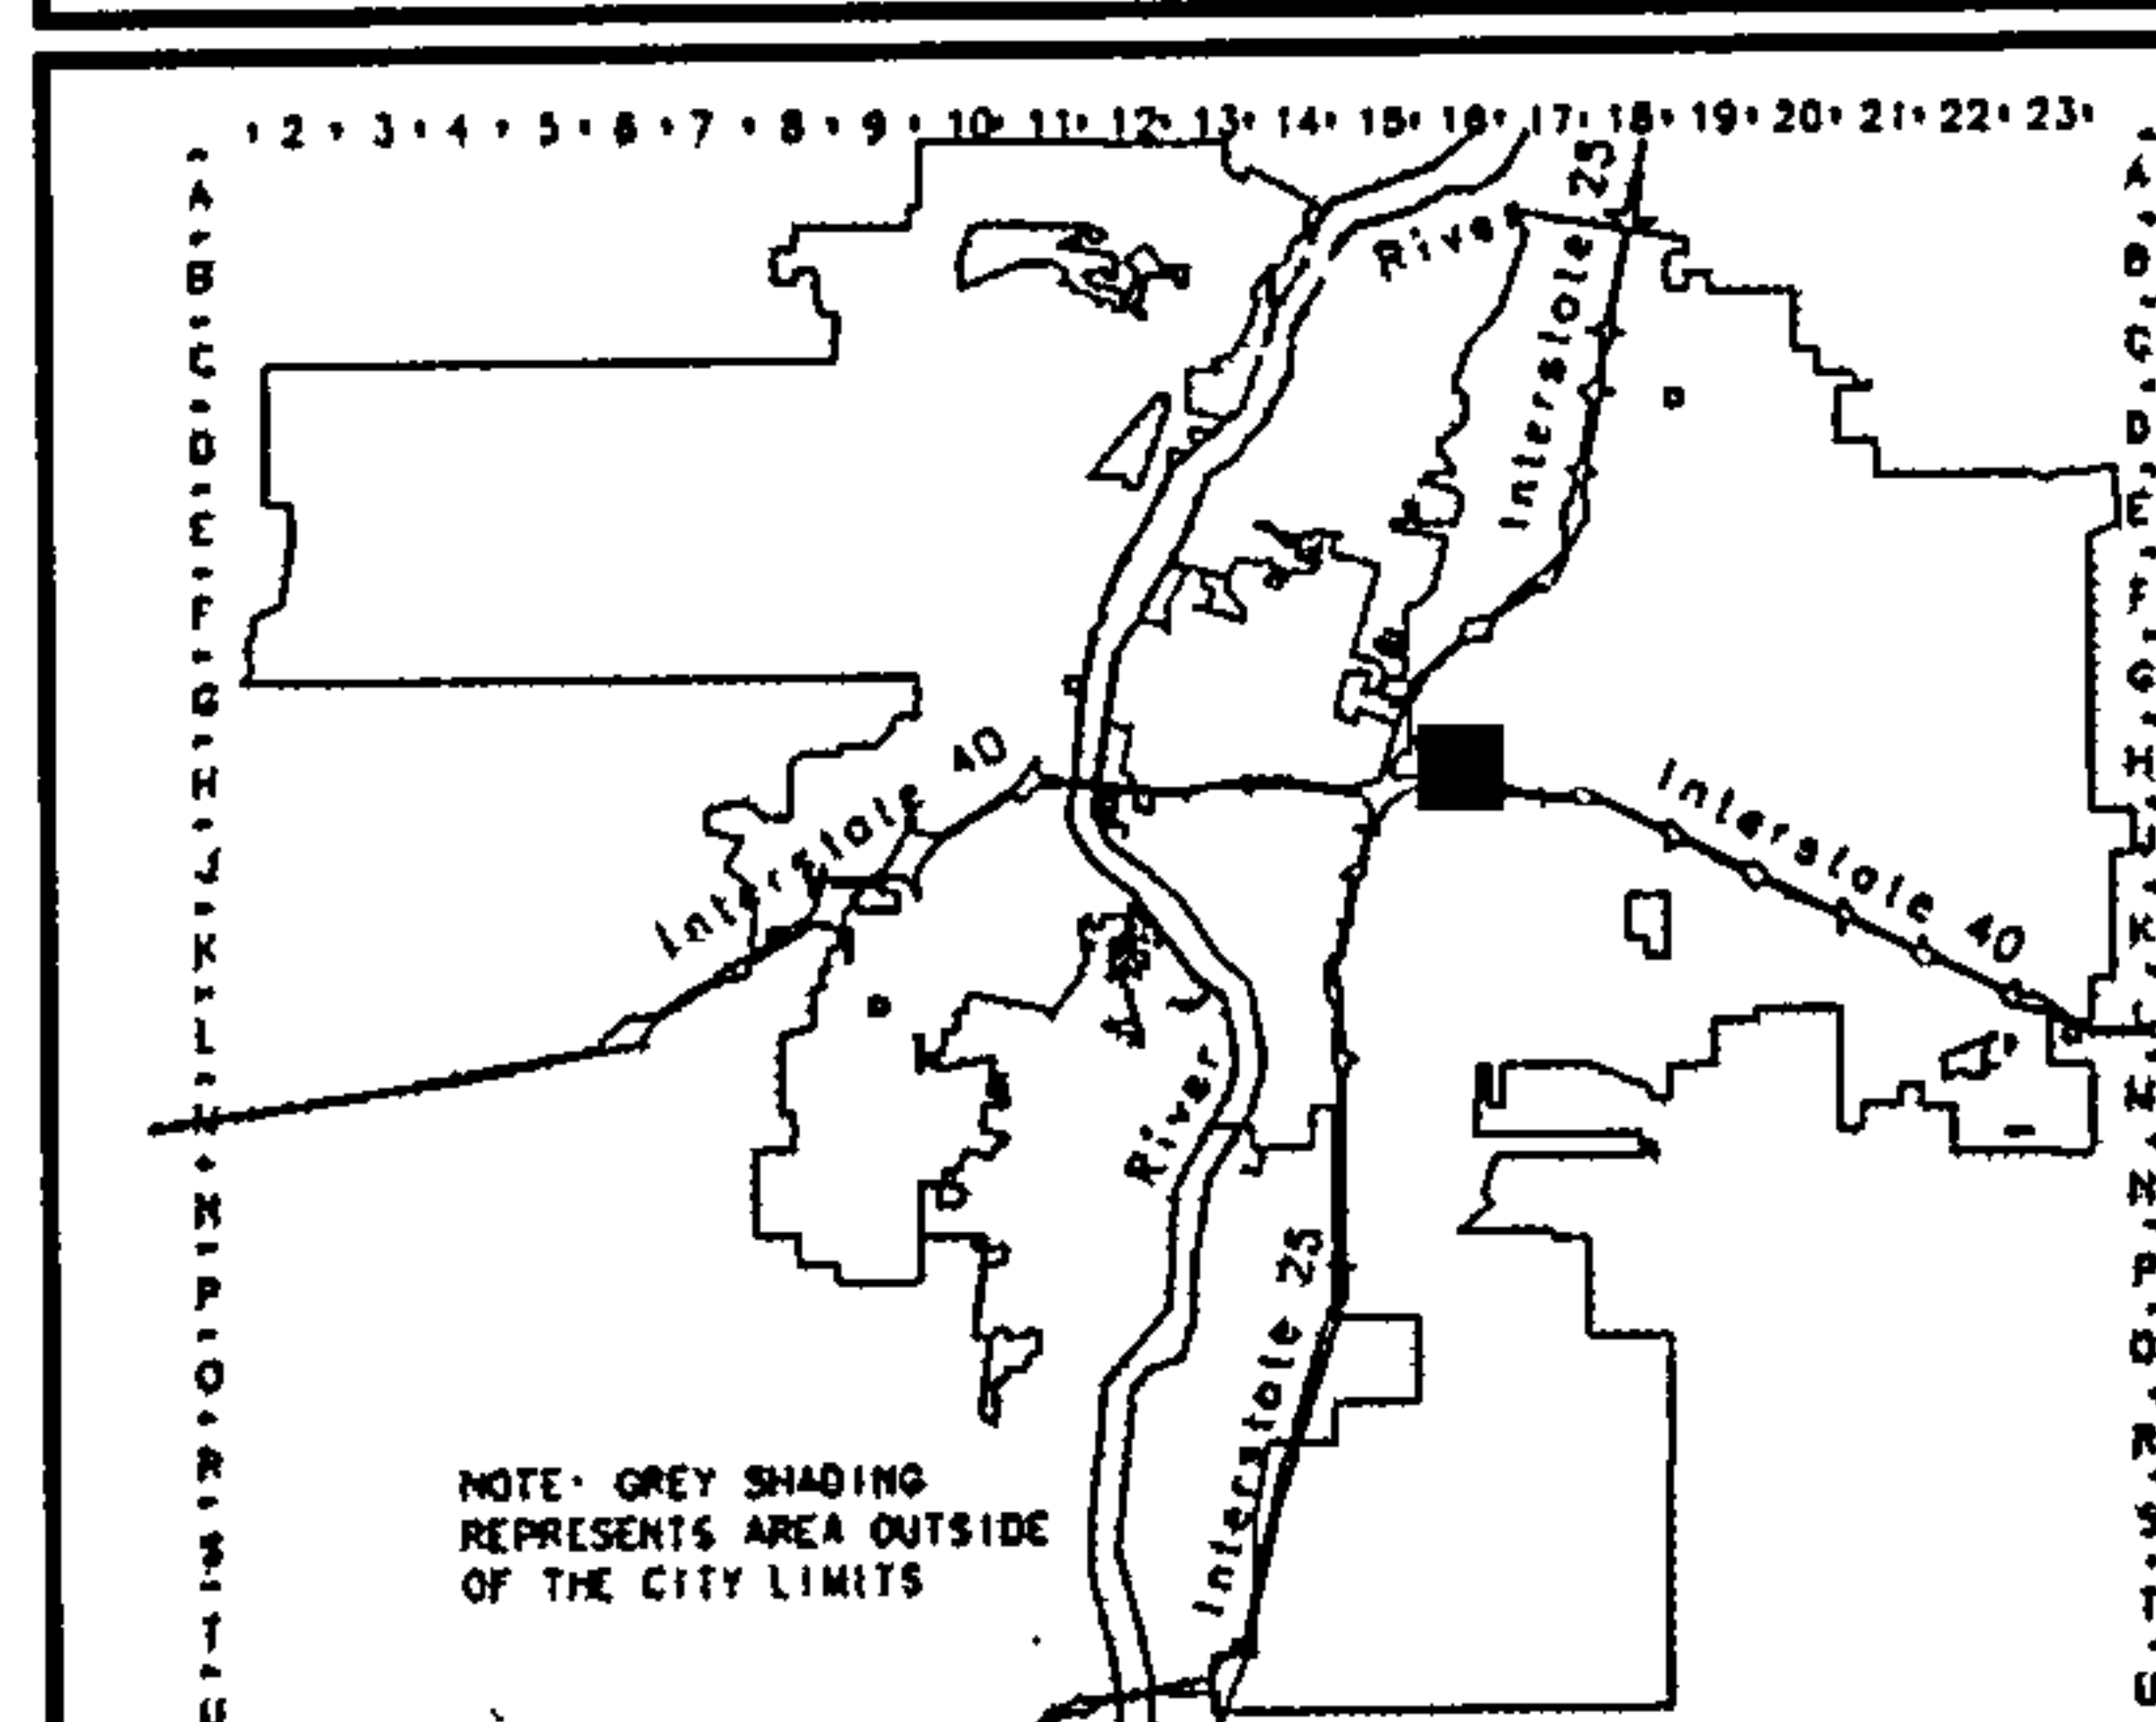 2 3 4 5 6 7 8 9 10 11 12 13 14 15 16 17 18 19 20 21 22 23
A
B
C
D
E
F
G
H
J
K
L
M
N
P
Q
R
S
T
U
A
B
C
D
E
F
G
H
J
K
L
M
N
P
Q
R
S
T
U
River
Interstate 25
Interstate 40
Interstate 40
River
Interstate 25
NOTE: GREY SHADING
REPRESENTS AREA OUTSIDE
OF THE CITY LIMITS